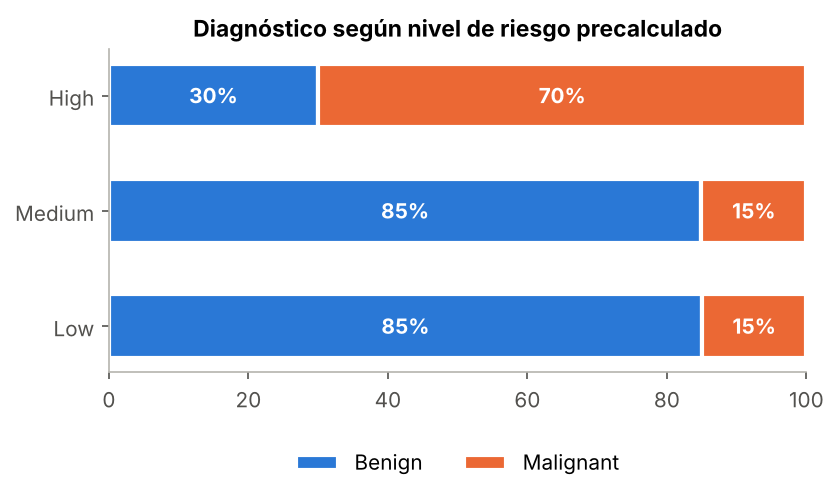 Diagnóstico según nivel de riesgo precalculado
High
30%
70%
Medium
85%
15%
Low
85%
15%
0 20 40 60 80 100
Benign Malignant